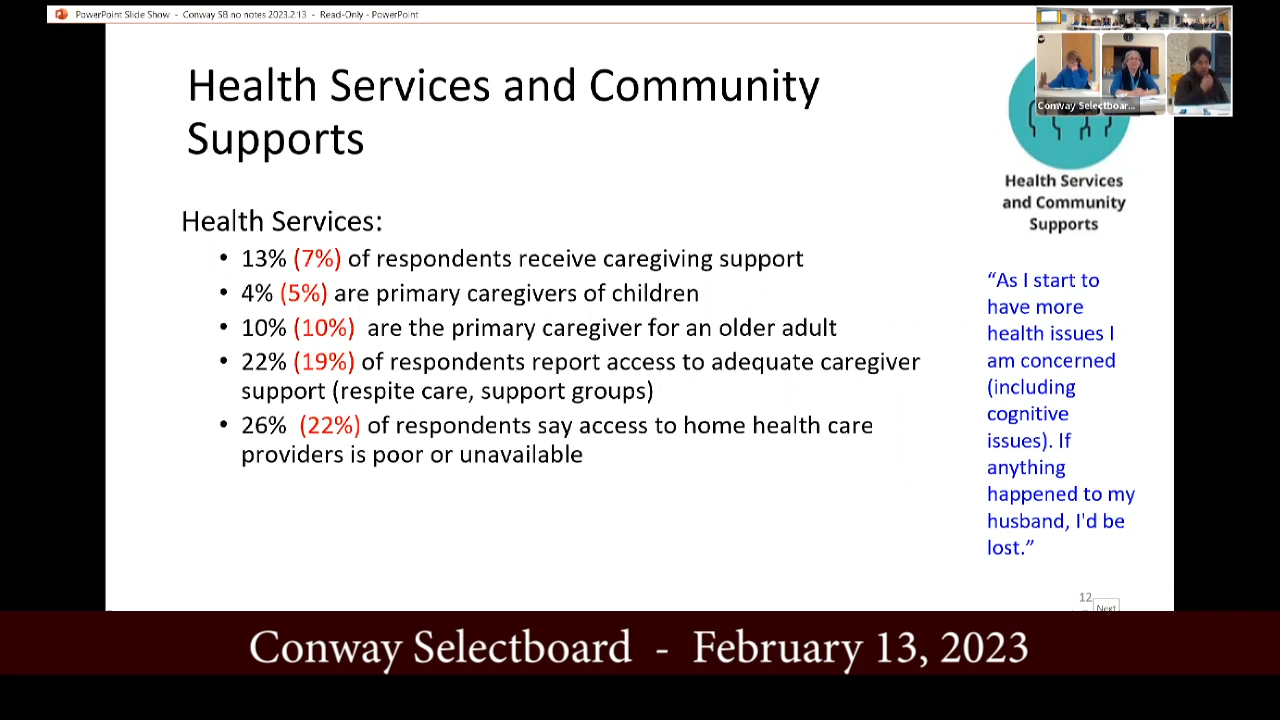 PowerPoint Slide Show - Conway SB no notes 2023.2.13 - Read-Only - PowerPoint
Conway Selectboar...
Health Services and Community
Supports
Health Services
and Community
Supports
Health Services:
• 13% (7%) of respondents receive caregiving support
• 4% (5%) are primary caregivers of children
• 10% (10%) are the primary caregiver for an older adult
• 22% (19%) of respondents report access to adequate caregiver
support (respite care, support groups)
• 26% (22%) of respondents say access to home health care
providers is poor or unavailable
“As I start to
have more
health issues I
am concerned
(including
cognitive
issues). If
anything
happened to my
husband, I'd be
lost.”
12
Next
Conway Selectboard - February 13, 2023